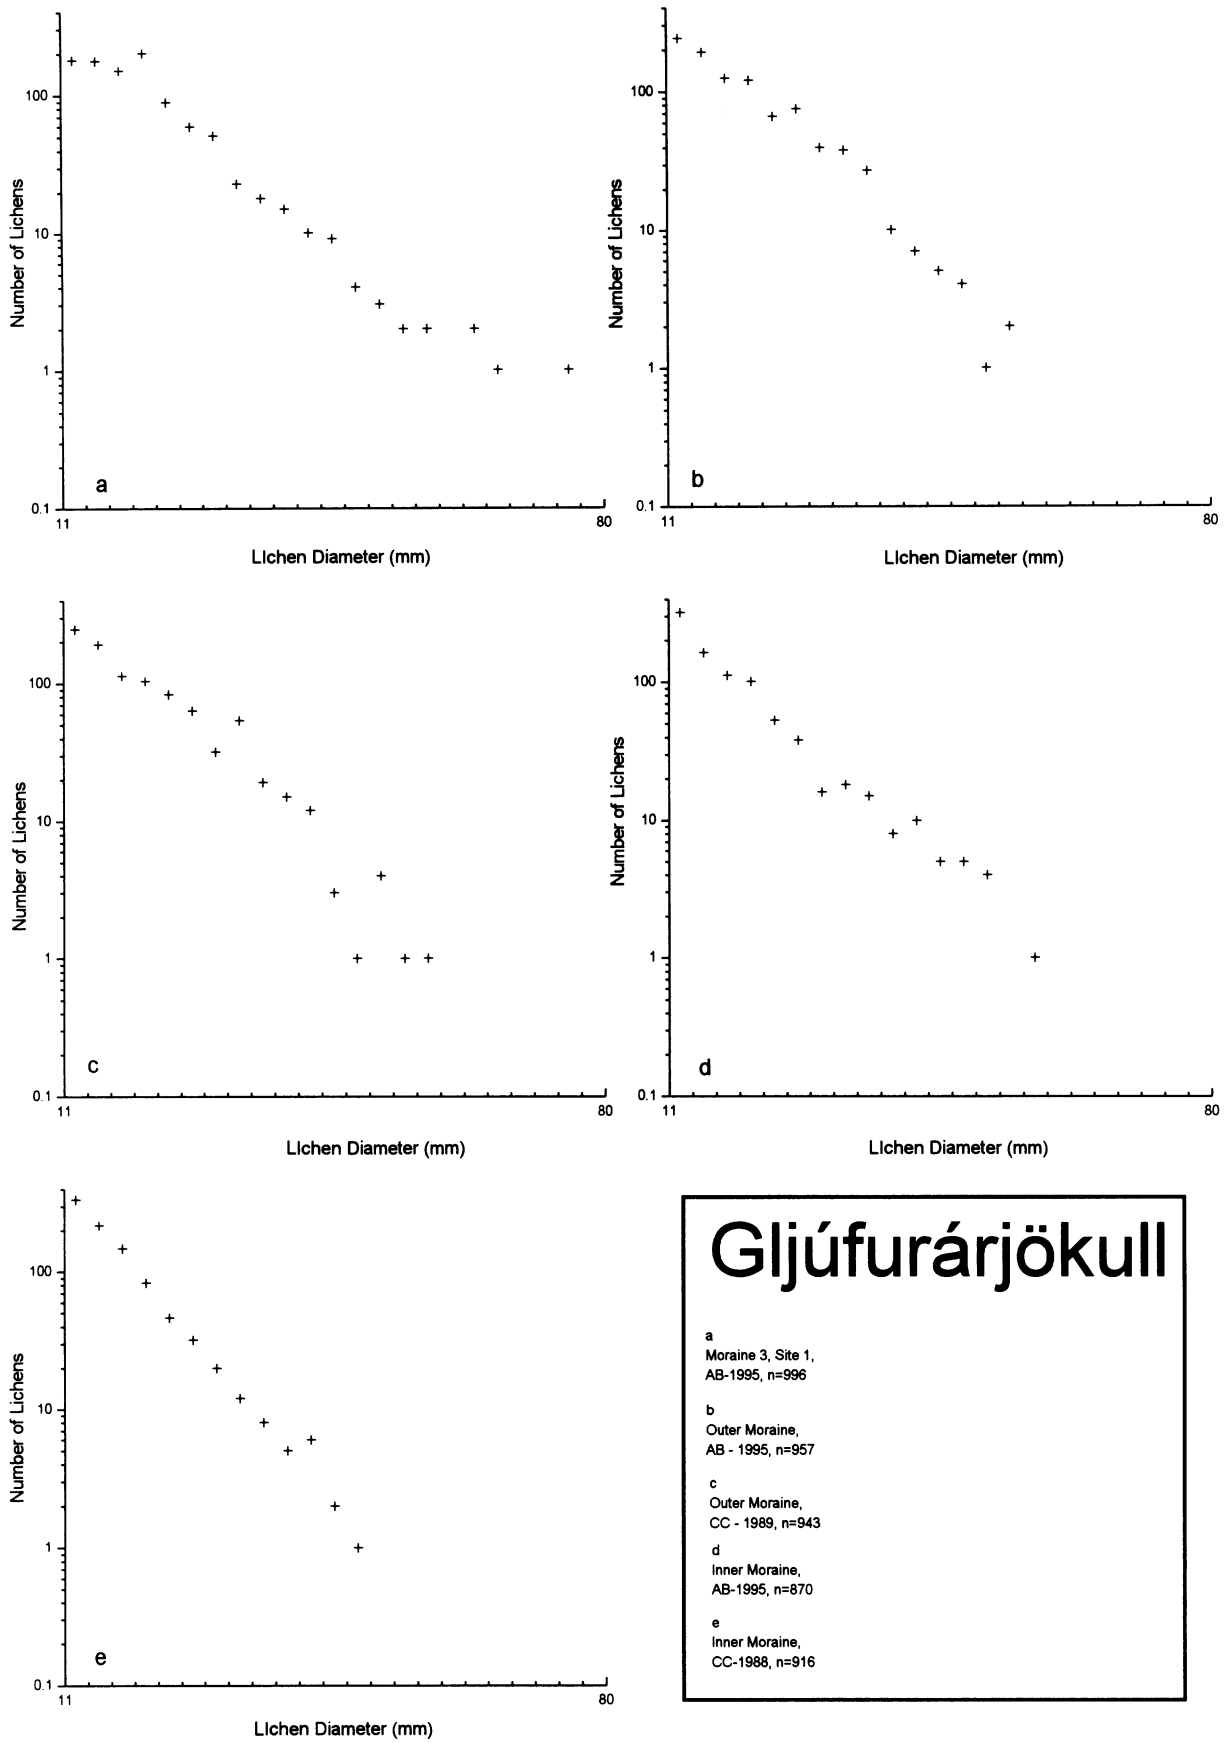 100
10
1
0.1
11
80
Number of Lichens
a
LIchen Diameter (mm)
100
10
1
0.1
11
80
Number of Lichens
b
LIchen Diameter (mm)
100
10
1
0.1
11
80
Number of Lichens
c
LIchen Diameter (mm)
100
10
1
0.1
11
80
Number of Lichens
d
LIchen Diameter (mm)
100
10
1
0.1
11
80
Number of Lichens
e
LIchen Diameter (mm)
Gljúfurárjökull
a
Moraine 3, Site 1,
AB-1995, n=996
b
Outer Moraine,
AB - 1995, n=957
c
Outer Moraine,
CC - 1989, n=943
d
Inner Moraine,
AB-1995, n=870
e
Inner Moraine,
CC-1988, n=916